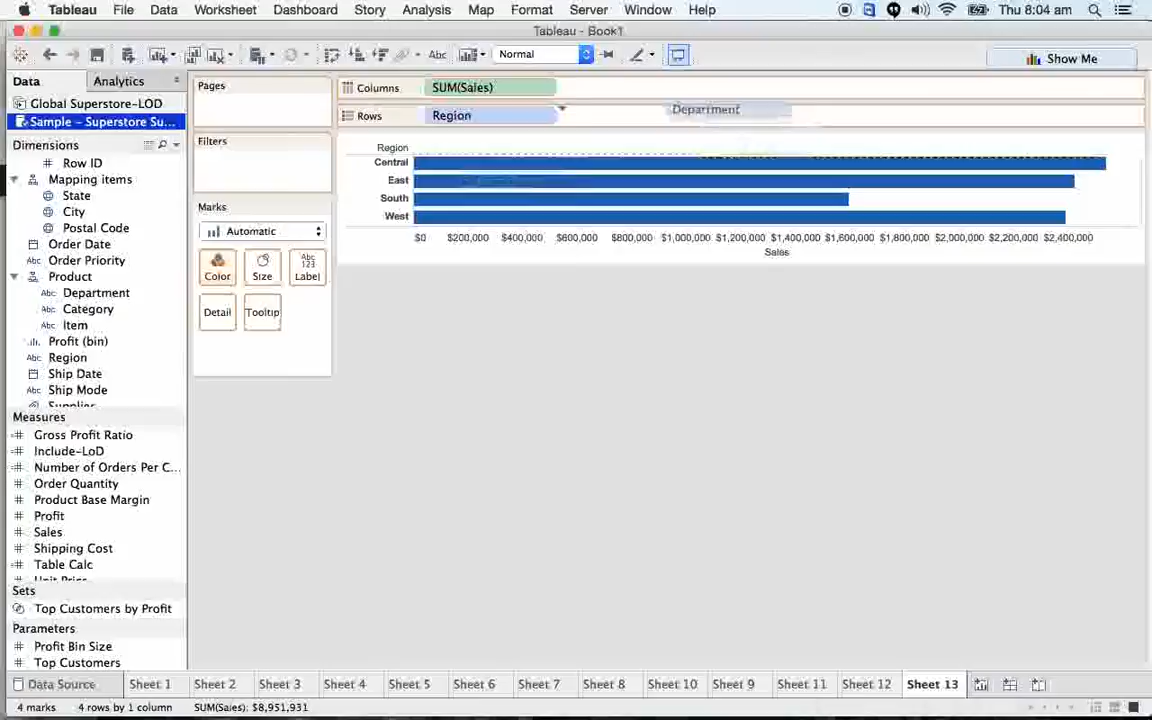 Tableau File Data Worksheet Dashboard Story Analysis Map Format Server Window Help Thu 8:04 am
Tableau - Book1
Abc Normal Show Me
Data Analytics
Global Superstore-LOD
Sample - Superstore Su...
Dimensions
# Row ID
Mapping items
State
City
Postal Code
Order Date
Abc Order Priority
Product
Abc Department
Abc Category
Abc Item
Profit (bin)
Abc Region
Ship Date
Abc Ship Mode
Measures
# Gross Profit Ratio
# Include-LoD
# Number of Orders Per C...
# Order Quantity
# Product Base Margin
# Profit
# Sales
# Shipping Cost
# Table Calc
Sets
Top Customers by Profit
Parameters
# Profit Bin Size
# Top Customers
Pages
Filters
Marks
Automatic
Color Size Abc 123 Label
Detail Tooltip
Columns SUM(Sales)
Rows Region Department
Region
Central
East
South
West
$0 $200,000 $400,000 $600,000 $800,000 $1,000,000 $1,200,000 $1,400,000 $1,600,000 $1,800,000 $2,000,000 $2,200,000 $2,400,000
Sales
Data Source Sheet 1 Sheet 2 Sheet 3 Sheet 4 Sheet 5 Sheet 6 Sheet 7 Sheet 8 Sheet 10 Sheet 9 Sheet 11 Sheet 12 Sheet 13
4 marks 4 rows by 1 column SUM(Sales): $8,951,931